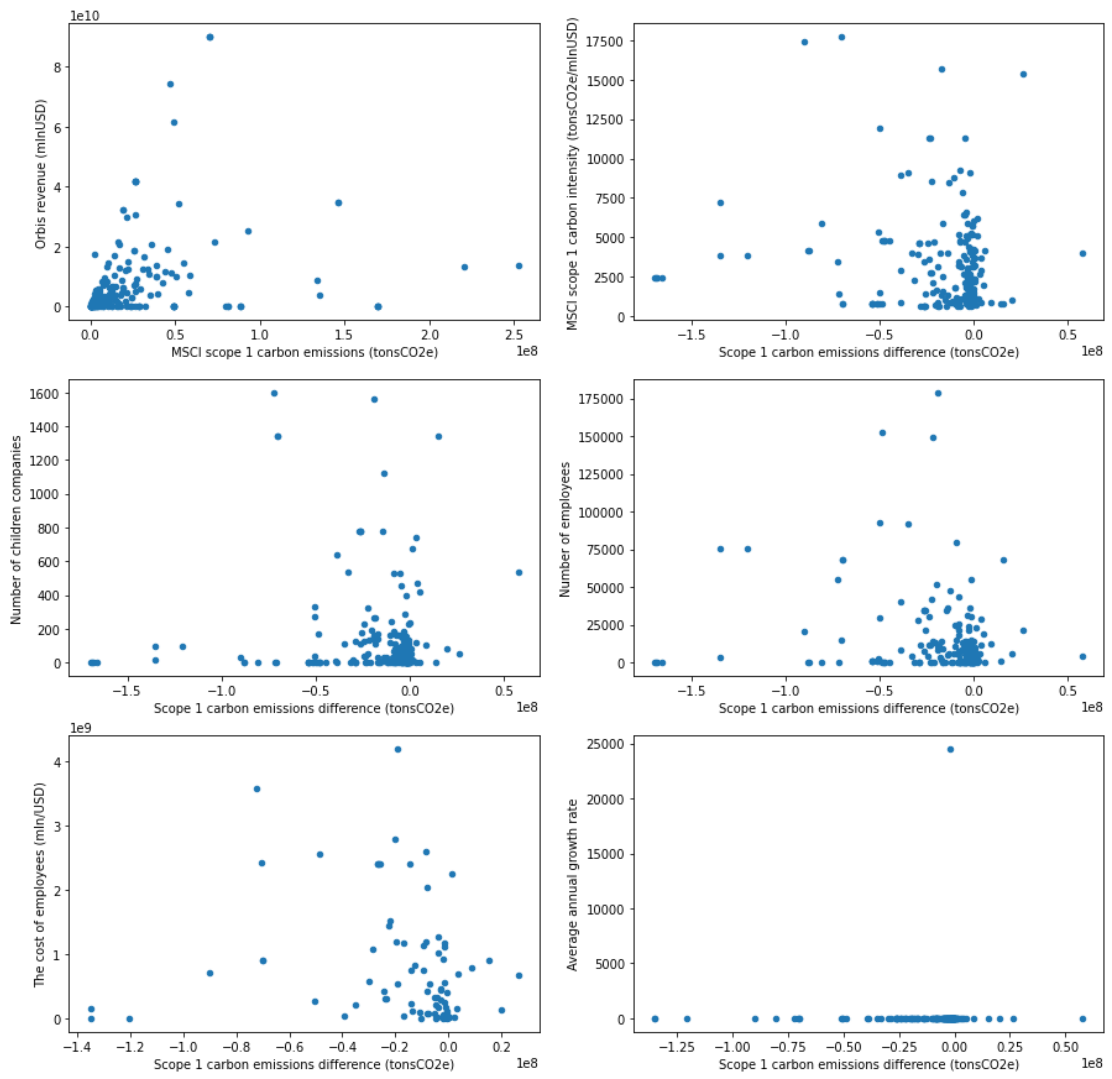 1e10
8
6
4
2
0
Orbis revenue (mlnUSD)
0.0 0.5 1.0 1.5 2.0 2.5
1e8
MSCI scope 1 carbon emissions (tonsCO2e)
17500
15000
12500
10000
7500
5000
2500
0
MSCI scope 1 carbon intensity (tonsCO2e/mlnUSD)
−1.5 −1.0 −0.5 0.0 0.5
1e8
Scope 1 carbon emissions difference (tonsCO2e)
1600
1400
1200
1000
800
600
400
200
0
Number of children companies
−1.5 −1.0 −0.5 0.0 0.5
1e8
Scope 1 carbon emissions difference (tonsCO2e)
175000
150000
125000
100000
75000
50000
25000
0
Number of employees
−1.5 −1.0 −0.5 0.0 0.5
1e8
Scope 1 carbon emissions difference (tonsCO2e)
1e9
4
3
2
1
0
The cost of employees (mln/USD)
−1.4 −1.2 −1.0 −0.8 −0.6 −0.4 −0.2 0.0 0.2
1e8
Scope 1 carbon emissions difference (tonsCO2e)
25000
20000
15000
10000
5000
0
Average annual growth rate
−1.25 −1.00 −0.75 −0.50 −0.25 0.00 0.25 0.50
1e8
Scope 1 carbon emissions difference (tonsCO2e)